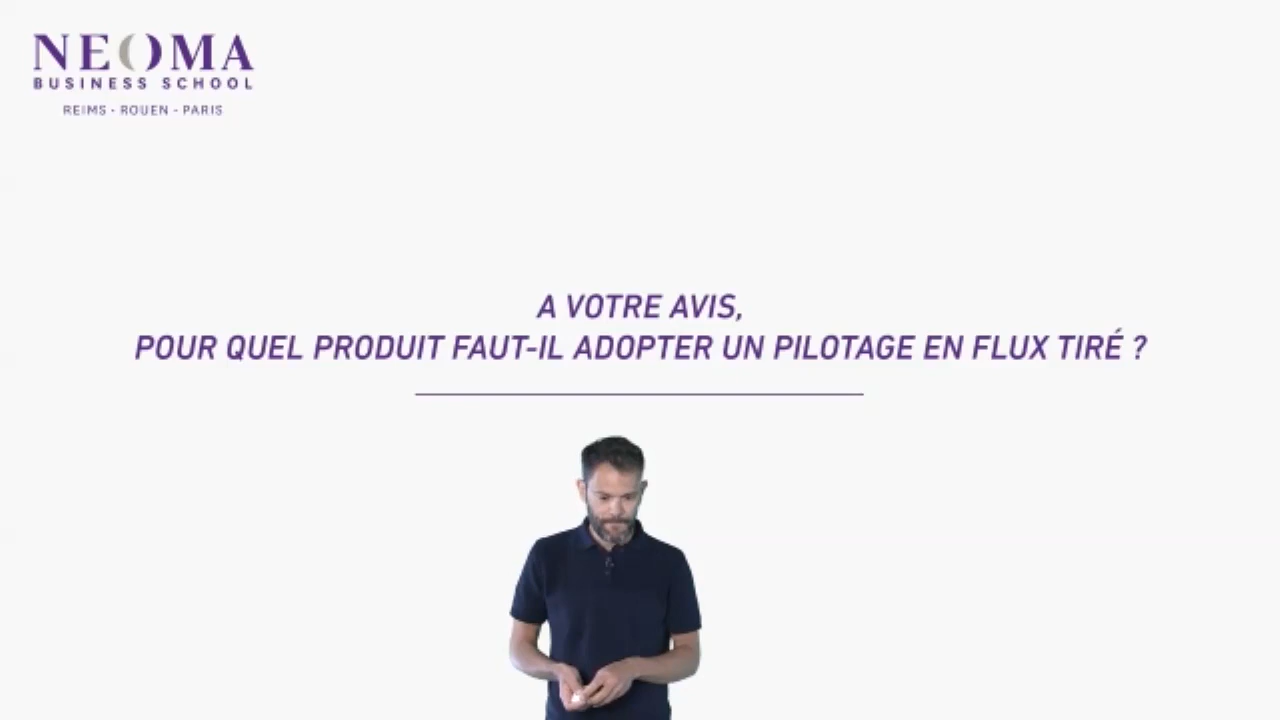 NEOMA
BUSINESS SCHOOL
REIMS - ROUEN - PARIS
A VOTRE AVIS,
POUR QUEL PRODUIT FAUT-IL ADOPTER UN PILOTAGE EN FLUX TIRÉ ?